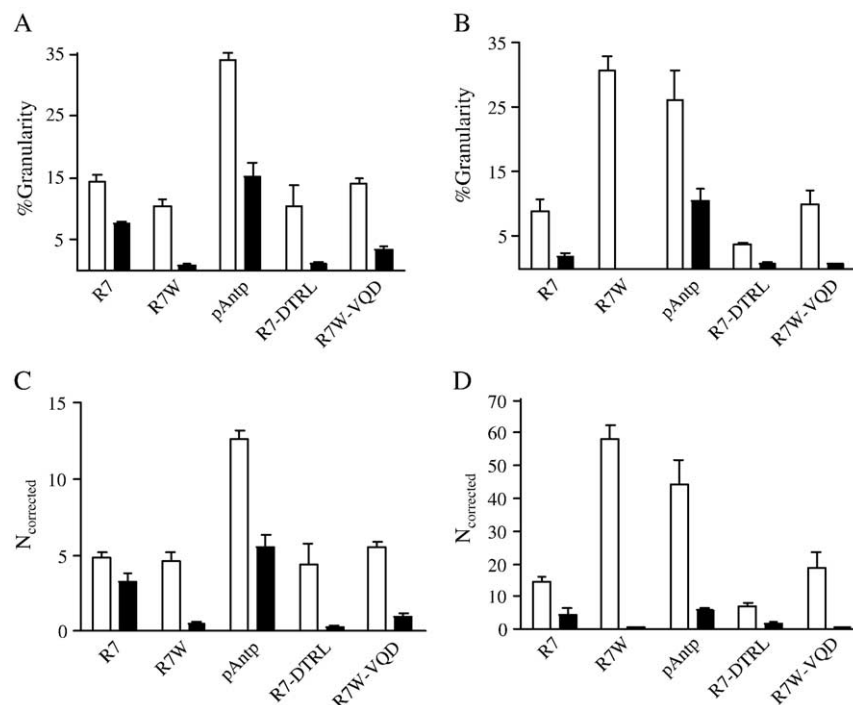 A
%Granularity
35
25
15
5
R7
R7W
pAntp
R7-DTRL
R7W-VQD
B
%Granularity
35
25
15
5
R7
R7W
pAntp
R7-DTRL
R7W-VQD
C
Ncorrected
15
10
5
0
R7
R7W
pAntp
R7-DTRL
R7W-VQD
D
Ncorrected
70
60
50
40
30
20
10
0
R7
R7W
pAntp
R7-DTRL
R7W-VQD